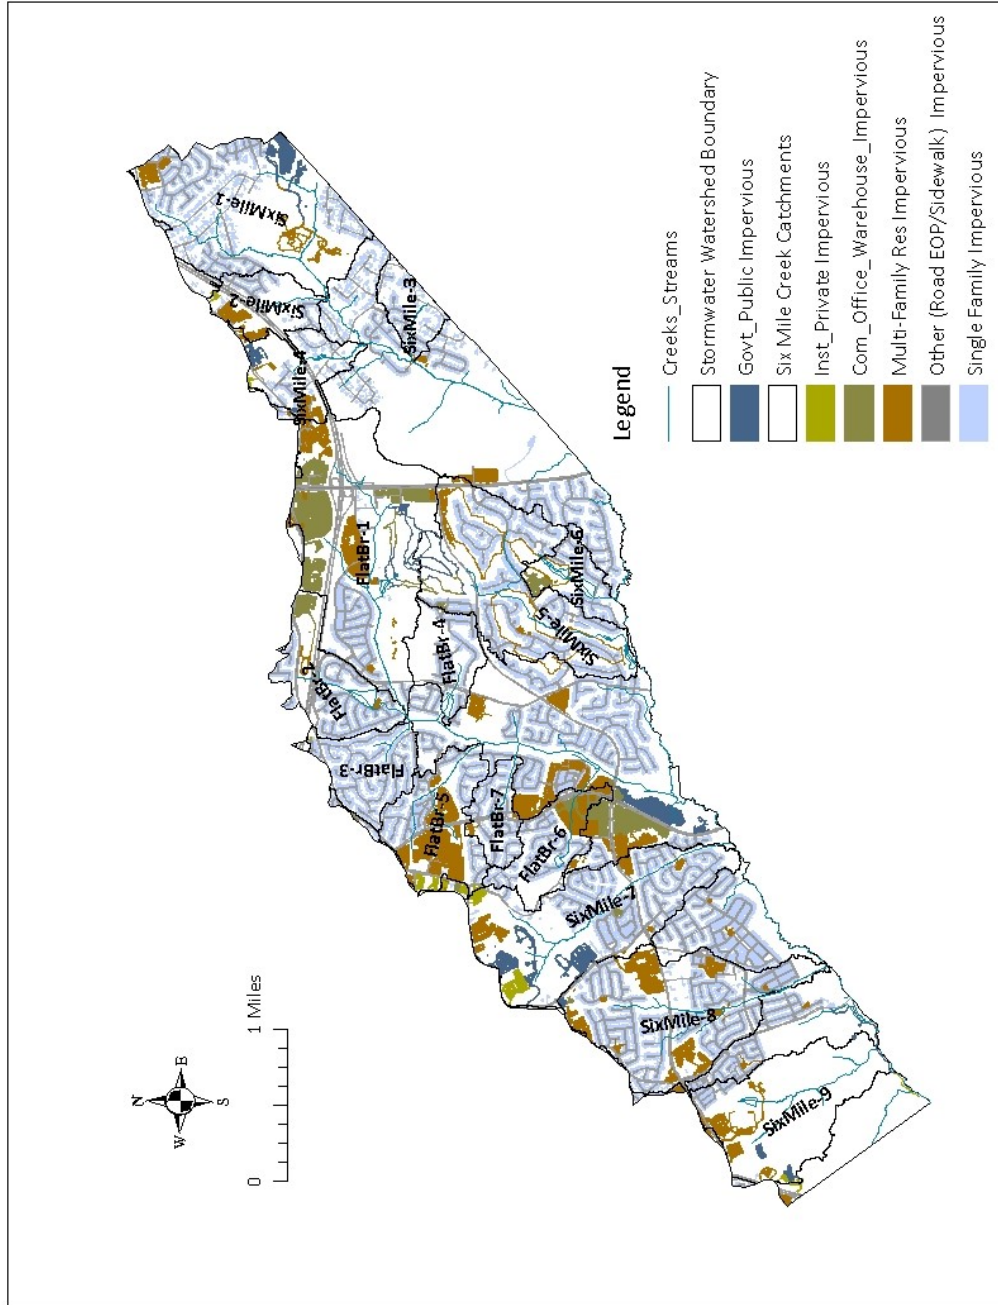 N
W
E
S
0
1 Miles
SixMile-1
SixMile-2
SixMile-3
SixMile-4
FlatBr-1
FlatBr-2
FlatBr-3
FlatBr-4
FlatBr-5
FlatBr-6
FlatBr-7
SixMile-5
SixMile-6
SixMile-7
SixMile-8
SixMile-9
Legend
Creeks_Streams
Stormwater Watershed Boundary
Govt_Public Impervious
Six Mile Creek Catchments
Inst_Private Impervious
Com_Office_Warehouse_Impervious
Multi-Family Res Impervious
Other (Road EOP/Sidewalk) Impervious
Single Family Impervious